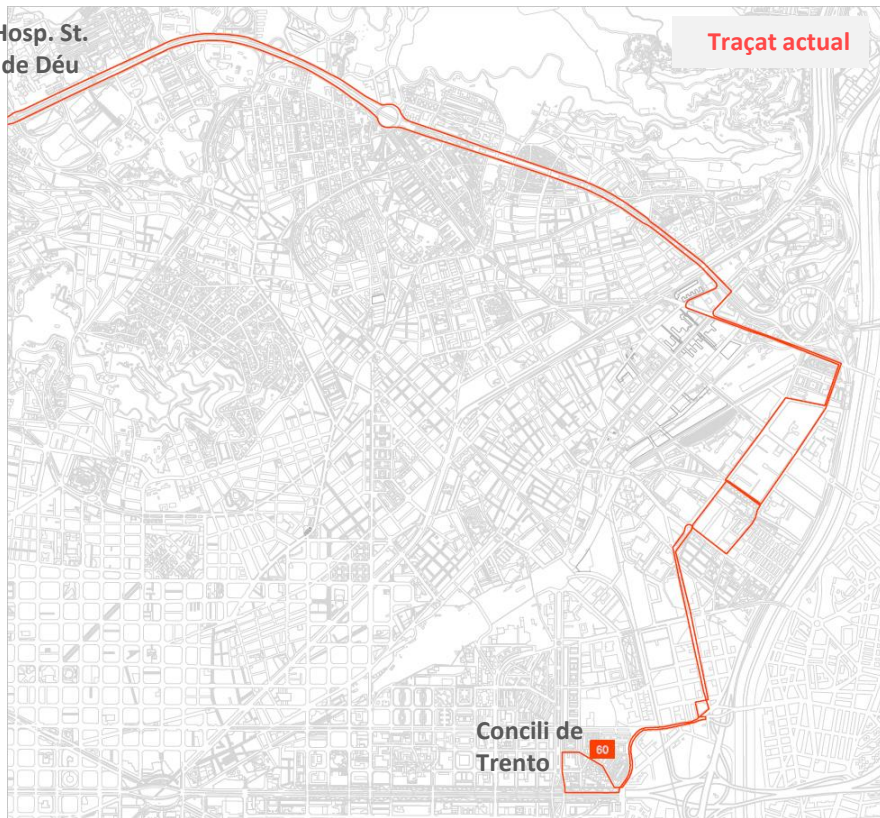 Hosp. St.
de Déu
Traçat actual
Concili de
Trento
60